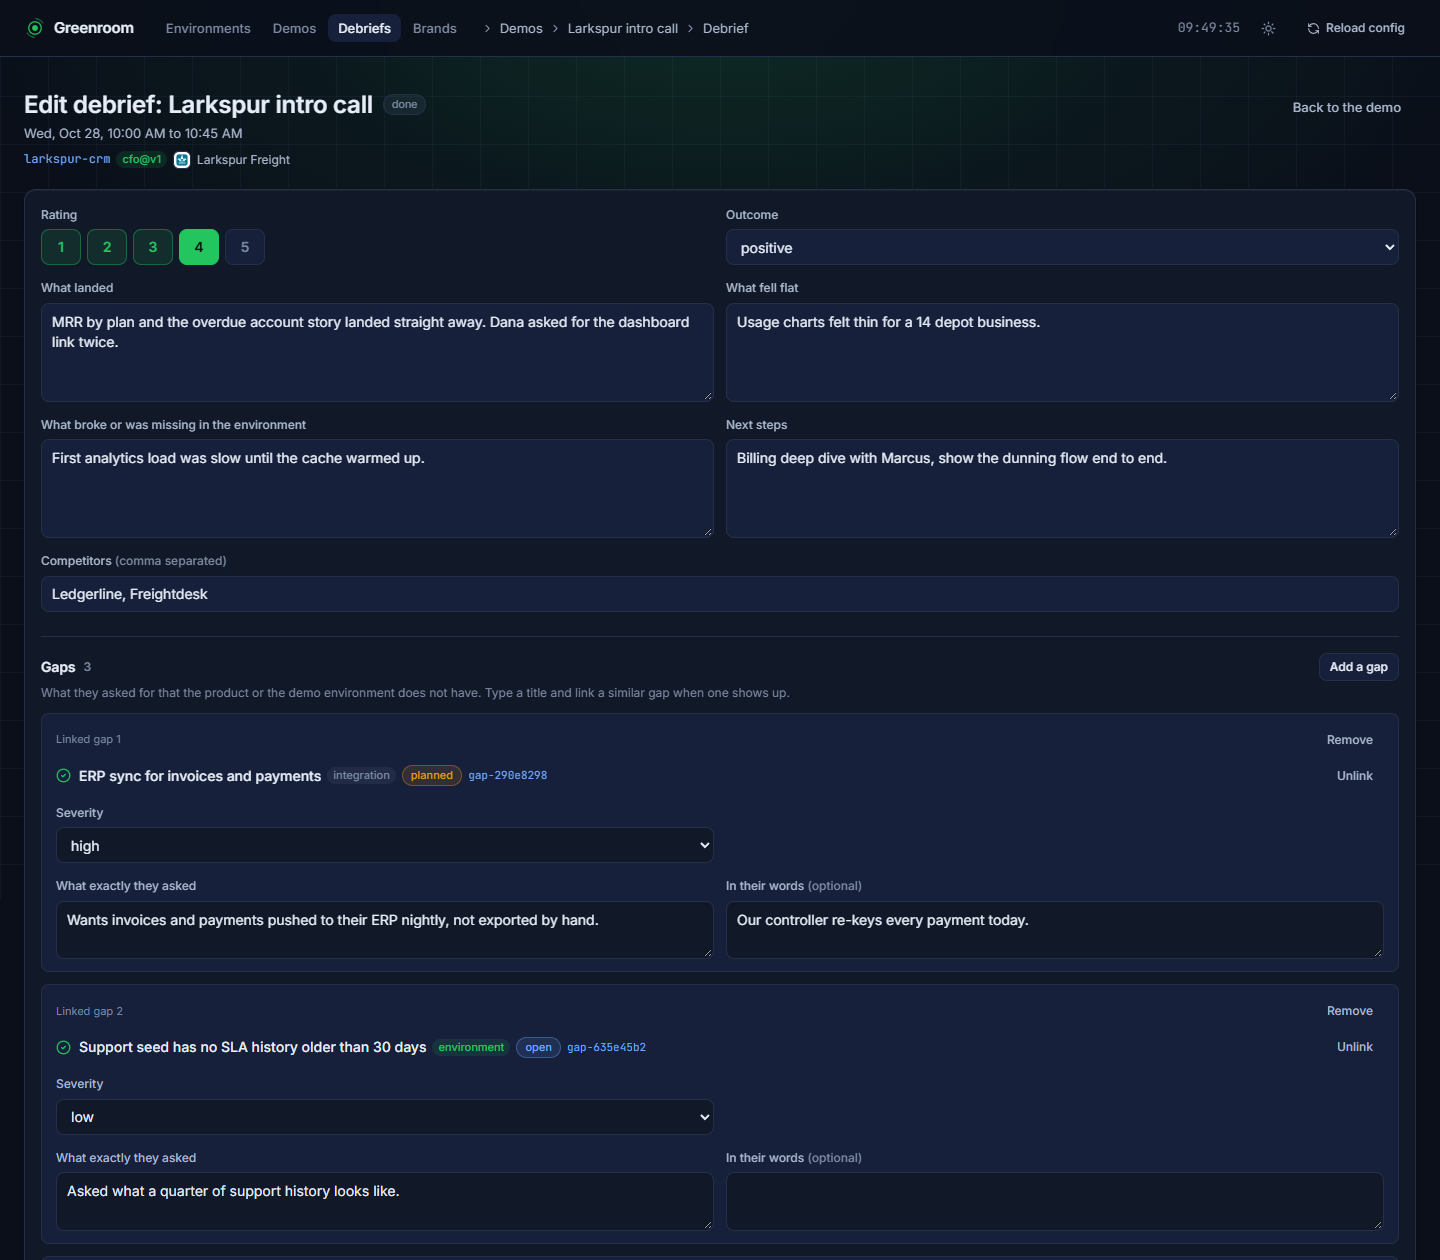 Greenroom
Environments Demos Debriefs Brands > Demos > Larkspur intro call > Debrief
09:49:35 Reload config
Edit debrief: Larkspur intro call done
Back to the demo
Wed, Oct 28, 10:00 AM to 10:45 AM
larkspur-crm cfo@v1 Larkspur Freight
Rating
1 2 3 4 5
Outcome
positive
What landed
MRR by plan and the overdue account story landed straight away. Dana asked for the dashboard
link twice.
What fell flat
Usage charts felt thin for a 14 depot business.
What broke or was missing in the environment
First analytics load was slow until the cache warmed up.
Next steps
Billing deep dive with Marcus, show the dunning flow end to end.
Competitors (comma separated)
Ledgerline, Freightdesk
Gaps 3
Add a gap
What they asked for that the product or the demo environment does not have. Type a title and link a similar gap when one shows up.
Linked gap 1
Remove
ERP sync for invoices and payments integration planned gap-290e8298
Unlink
Severity
high
What exactly they asked
Wants invoices and payments pushed to their ERP nightly, not exported by hand.
In their words (optional)
Our controller re-keys every payment today.
Linked gap 2
Remove
Support seed has no SLA history older than 30 days environment open gap-635e45b2
Unlink
Severity
low
What exactly they asked
Asked what a quarter of support history looks like.
In their words (optional)